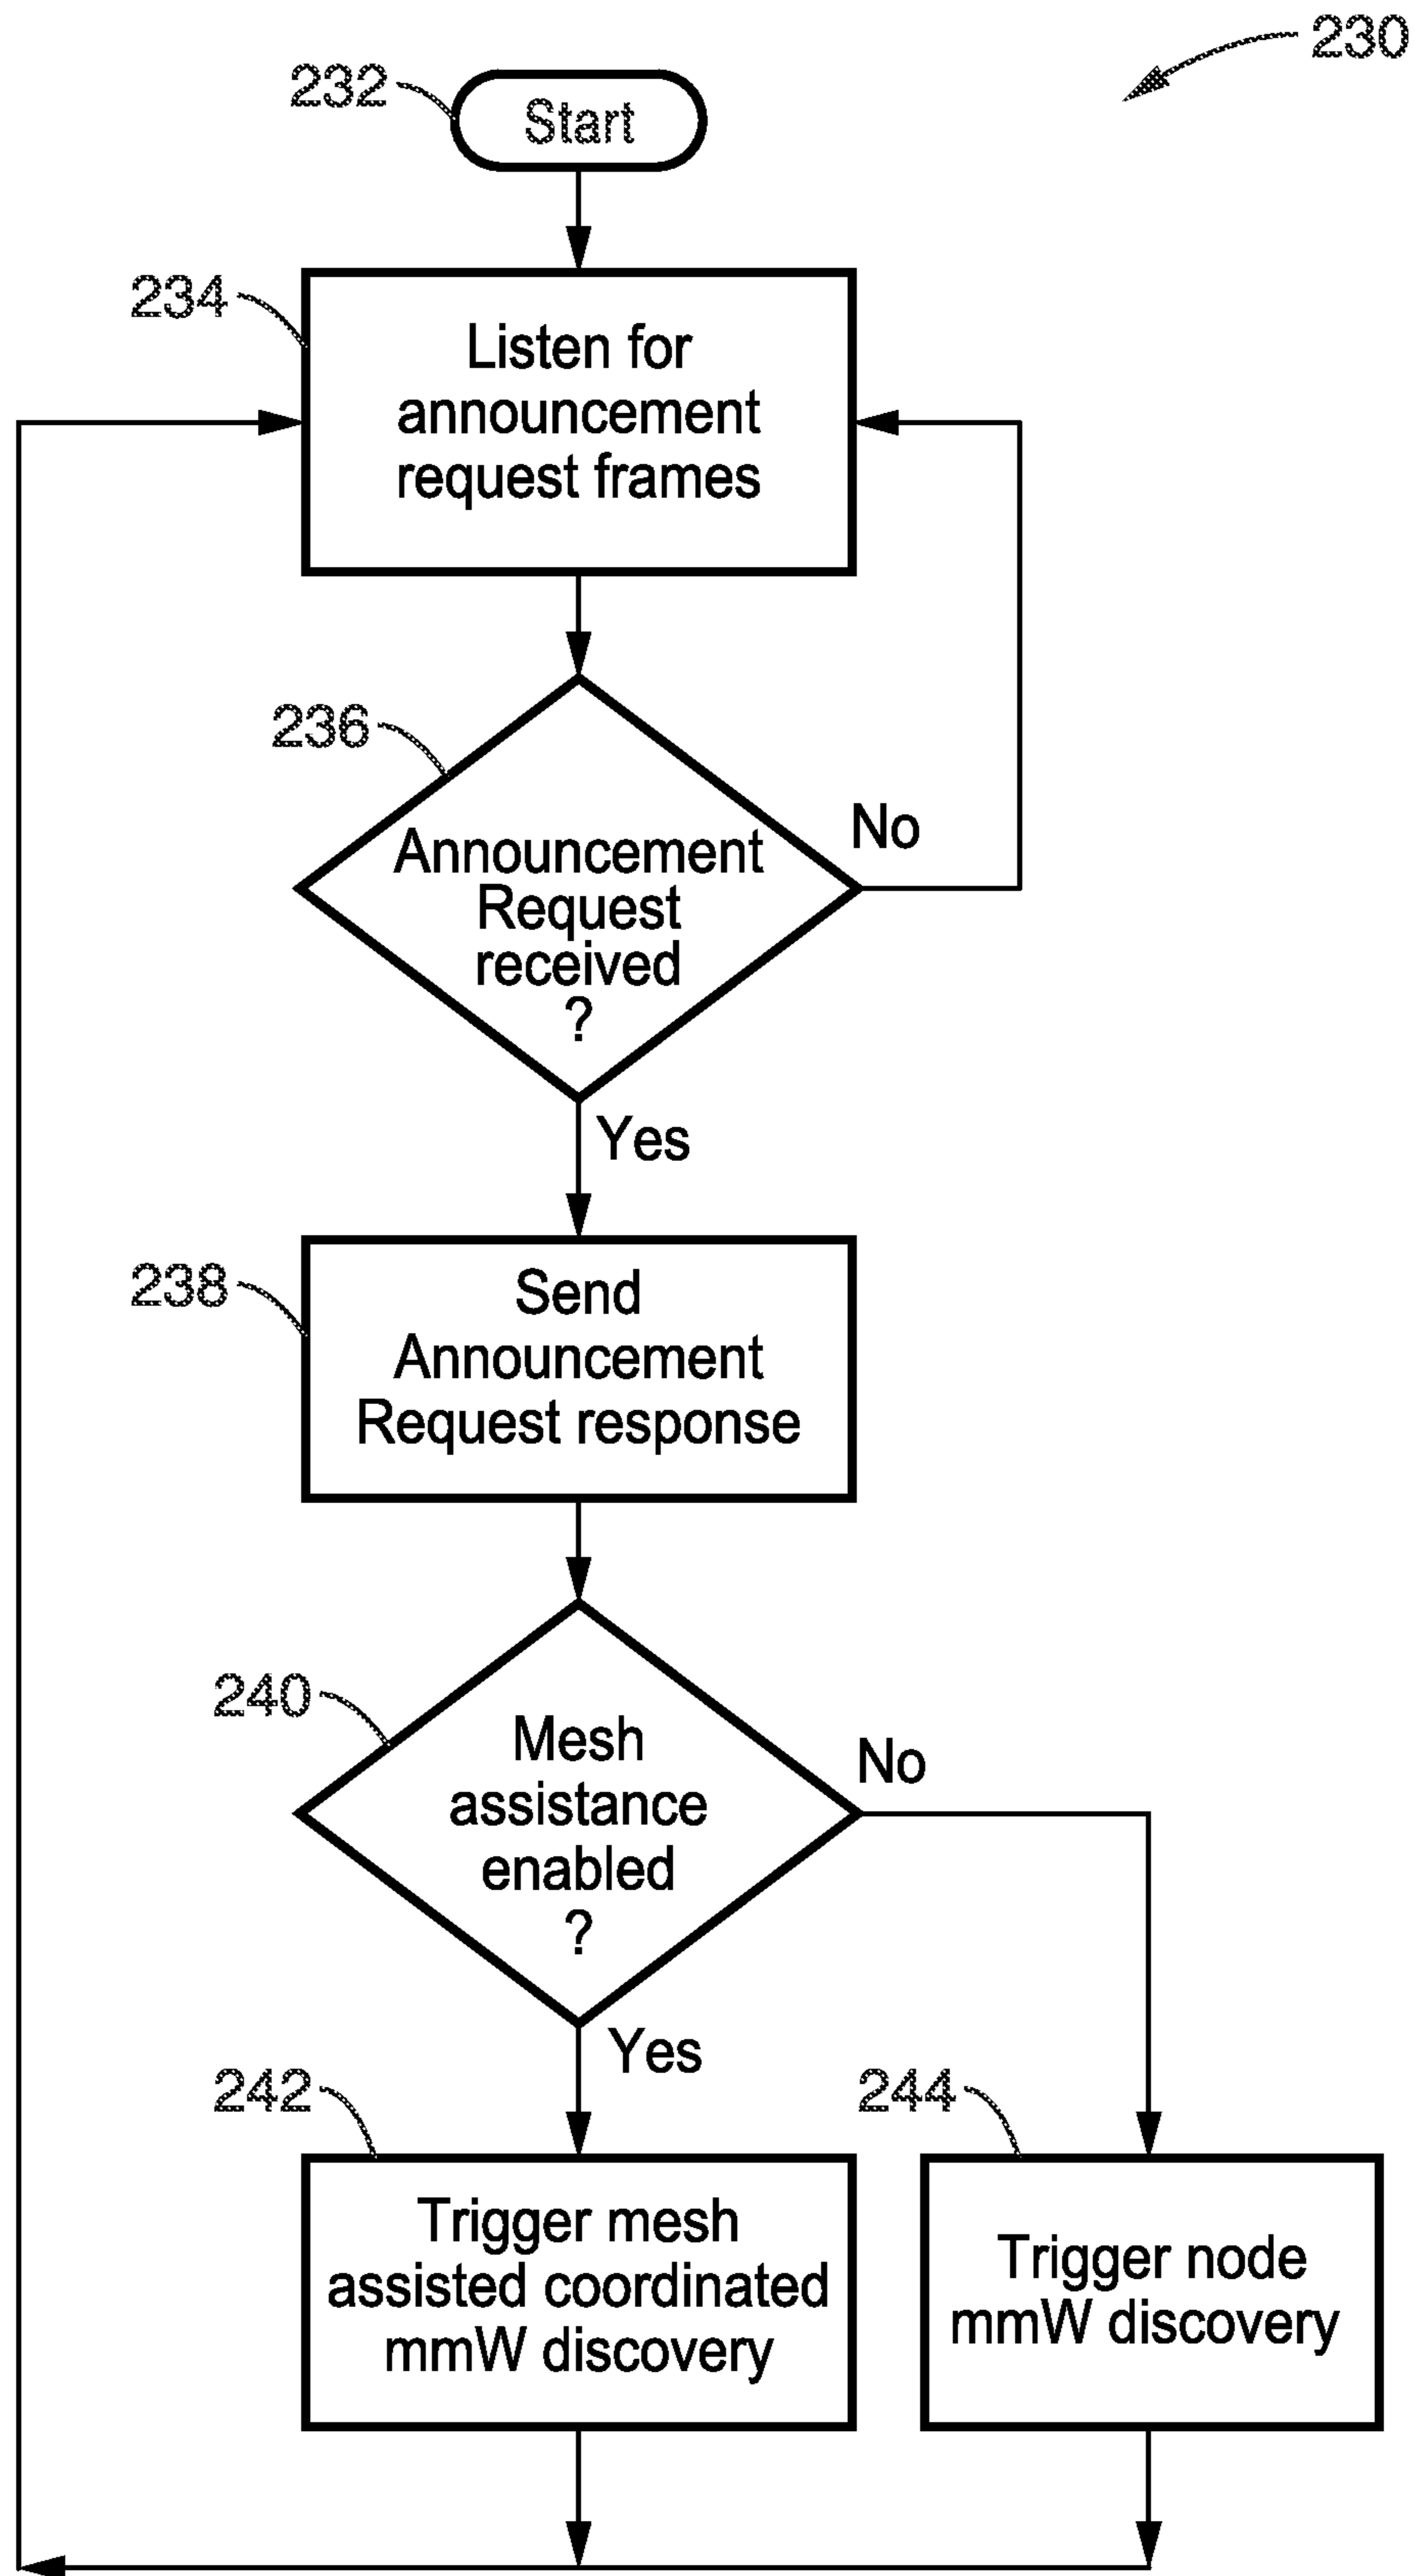 230
232
Start
234
Listen for
announcement
request frames
236
Announcement
Request
received
?
No
Yes
238
Send
Announcement
Request response
240
Mesh
assistance
enabled
?
No
Yes
242
Trigger mesh
assisted coordinated
mmW discovery
244
Trigger node
mmW discovery